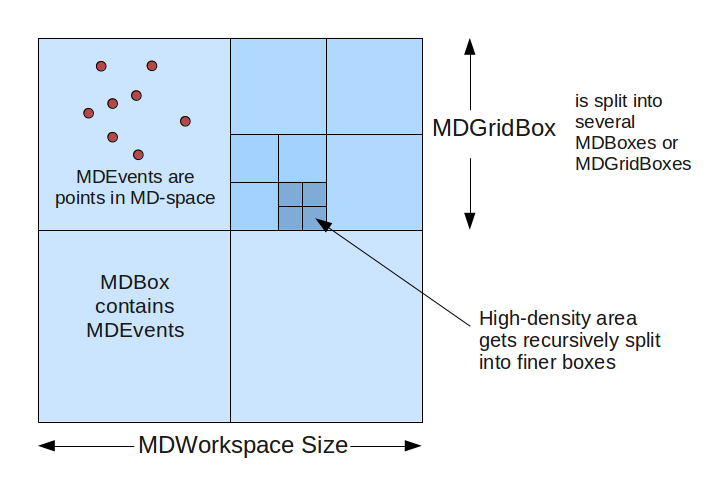 MDEvents are
points in MD-space
MDBox
contains
MDEvents
MDGridBox
is split into
several
MDBoxes or
MDGridBoxes
High-density area
gets recursively split
into finer boxes
MDWorkspace Size